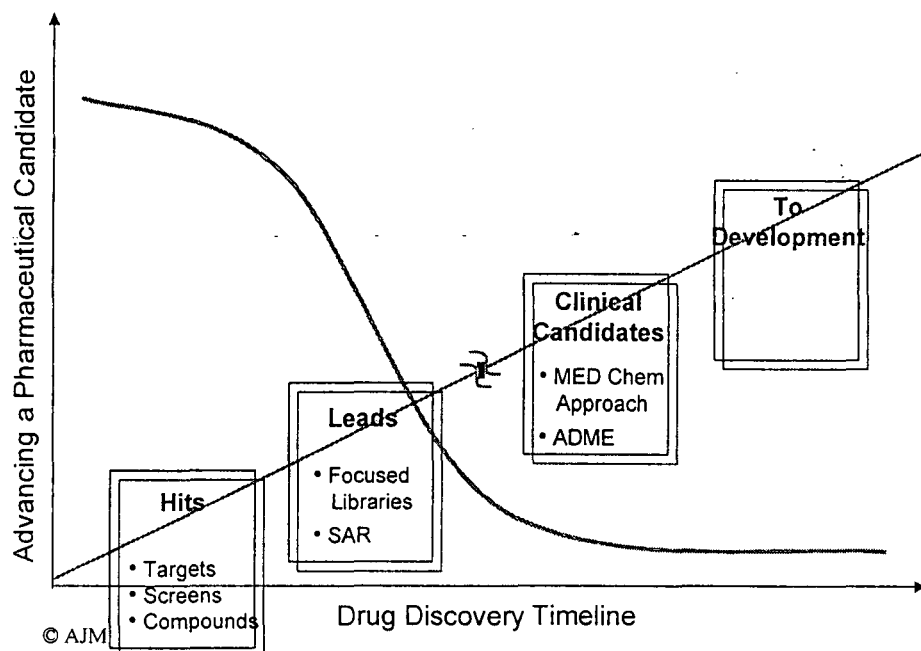 Advancing a Pharmaceutical Candidate
To
Development
Clinical
Candidates
• MED Chem
Approach
• ADME
Leads
• Focused
Libraries
• SAR
Hits
• Targets
• Screens
• Compounds
Drug Discovery Timeline
© AJM